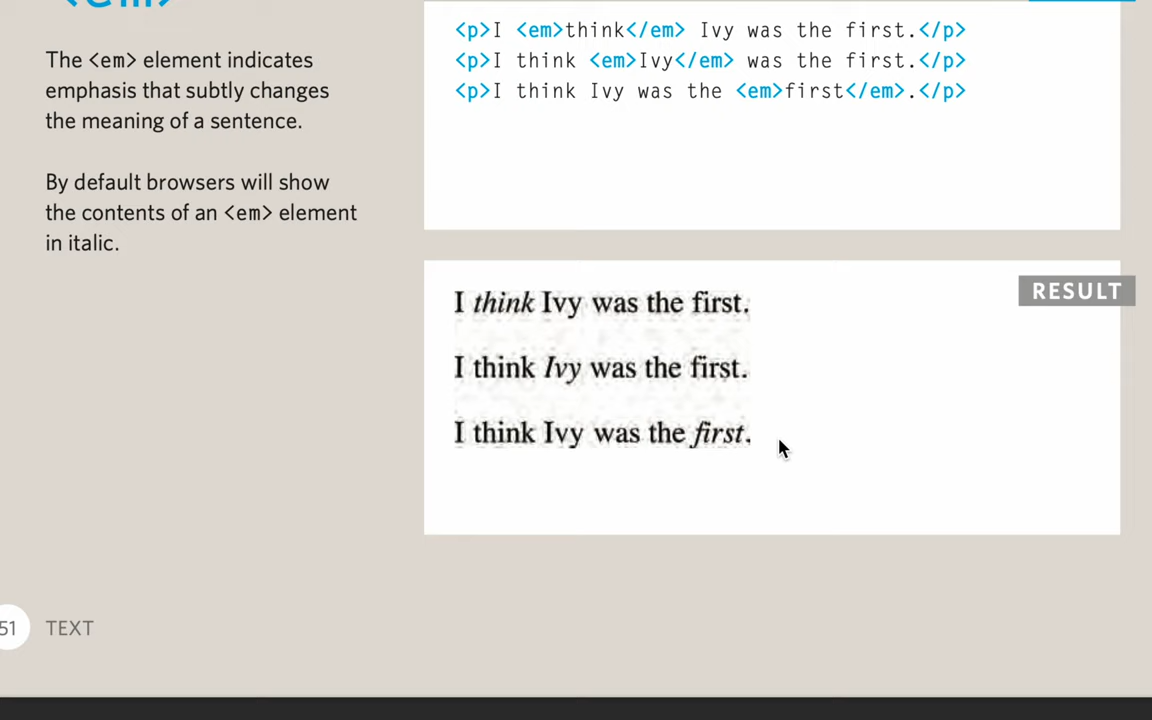 <em>
The <em> element indicates
emphasis that subtly changes
the meaning of a sentence.
By default browsers will show
the contents of an <em> element
in italic.
<p>I <em>think</em> Ivy was the first.</p>
<p>I think <em>Ivy</em> was the first.</p>
<p>I think Ivy was the <em>first</em>.</p>
RESULT
I think Ivy was the first.
I think Ivy was the first.
I think Ivy was the first.
51 TEXT